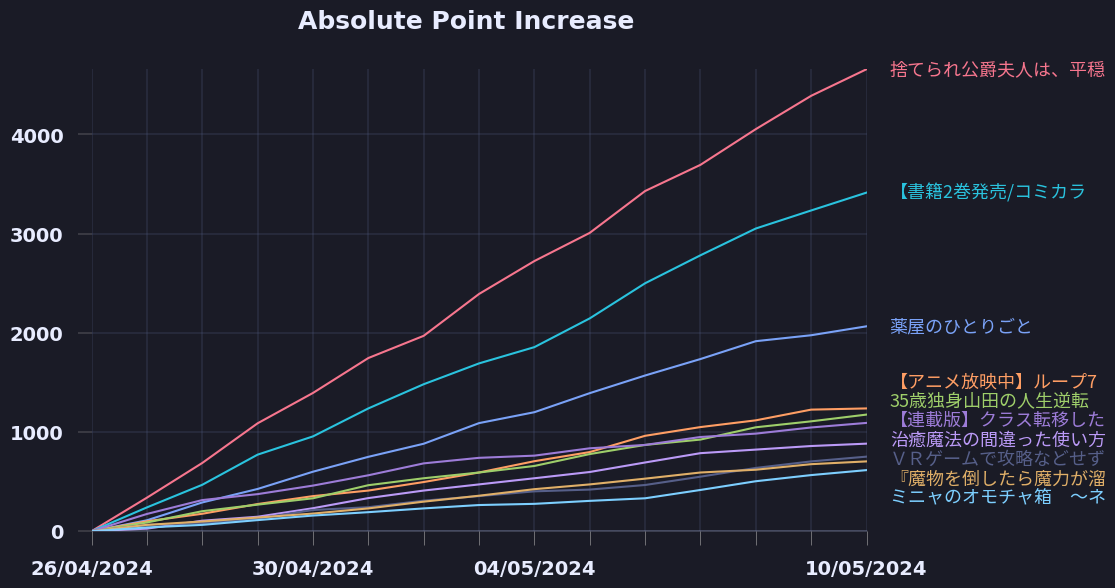 Absolute Point Increase
捨てられ公爵夫人は、平穏
4000
【書籍2巻発売/コミカラ
3000
薬屋のひとりごと
2000
【アニメ放映中】ループ7
35歳独身山田の人生逆転
【連載版】クラス転移した
1000
治癒魔法の間違った使い方
ＶＲゲームで攻略などせず
『魔物を倒したら魔力が溜
ミニャのオモチャ箱　～ネ
0
26/04/2024 30/04/2024 04/05/2024 10/05/2024